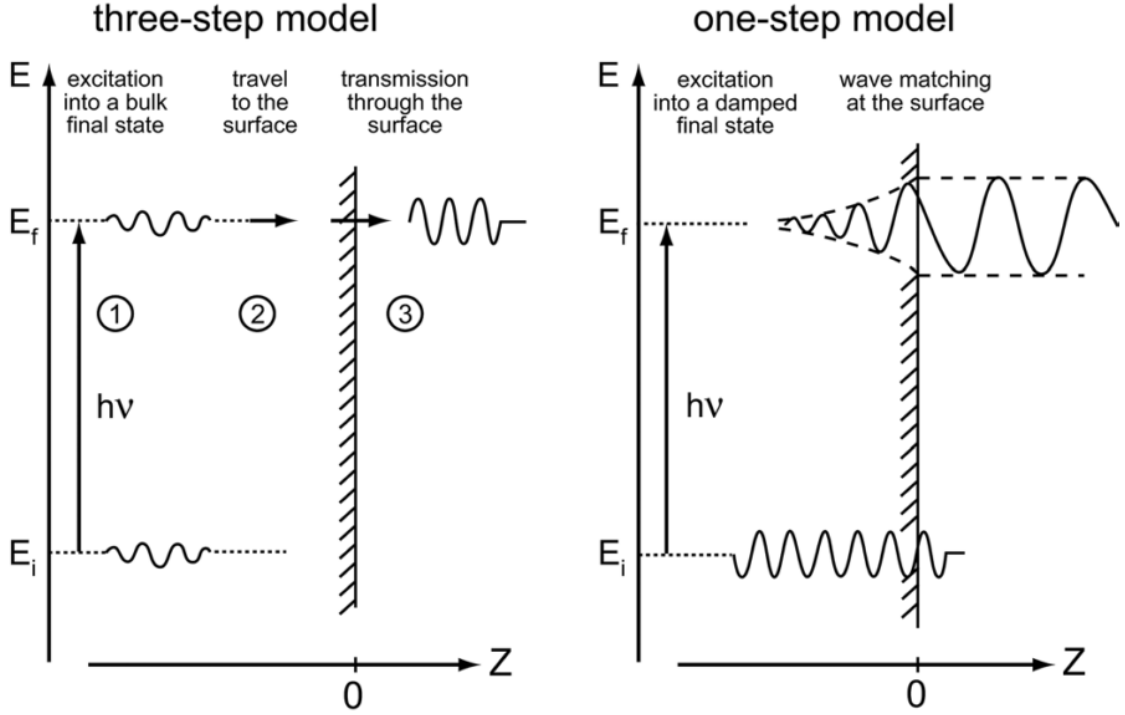 three-step model
E
excitation
into a bulk
final state
travel
to the
surface
transmission
through the
surface
Ef
1
2
3
hν
Ei
Z
0
one-step model
E
excitation
into a damped
final state
wave matching
at the surface
Ef
hν
Ei
Z
0